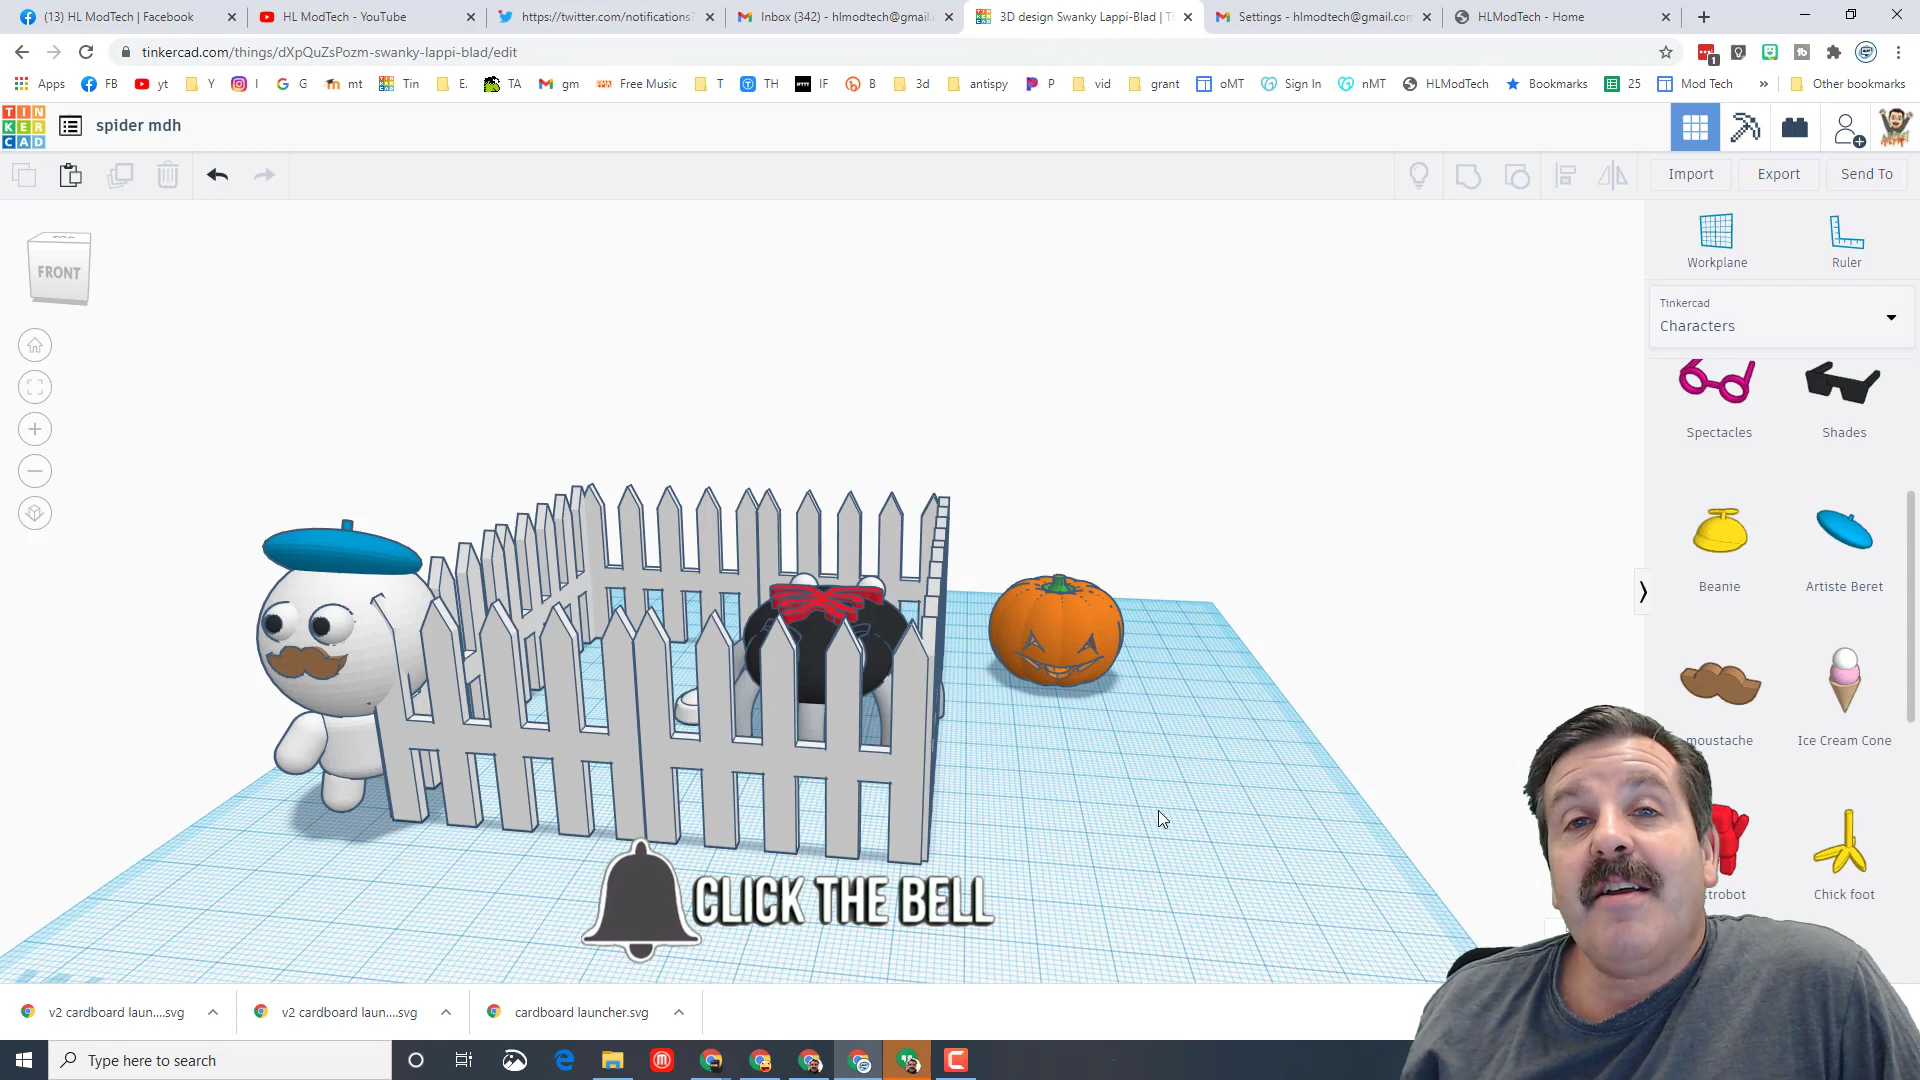 (13) HL ModTech | Facebook
HL ModTech - YouTube
https://twitter.com/notifications?
Inbox (342) - hlmodtech@gmail.c
3D design Swanky Lappi-Blad | Ti
Settings - hlmodtech@gmail.com
HLModTech - Home
tinkercad.com/things/dXpQuZsPozm-swanky-lappi-blad/edit
1
Apps
FB
yt
Y
I
G
mt
Tin
E.
TA
gm
Free Music
T
TH
IF
B
3d
antispy
P
vid
grant
oMT
Sign In
nMT
HLModTech
Bookmarks
25
Mod Tech
»
Other bookmarks
TIN
KER
CAD
spider mdh
Import
Export
Send To
FRONT
Workplane
Ruler
Tinkercad
Characters
Spectacles
Shades
Beanie
Artiste Beret
moustache
Ice Cream Cone
strobot
Chick foot
CLICK THE BELL
v2 cardboard laun....svg
v2 cardboard laun....svg
cardboard launcher.svg
Type here to search